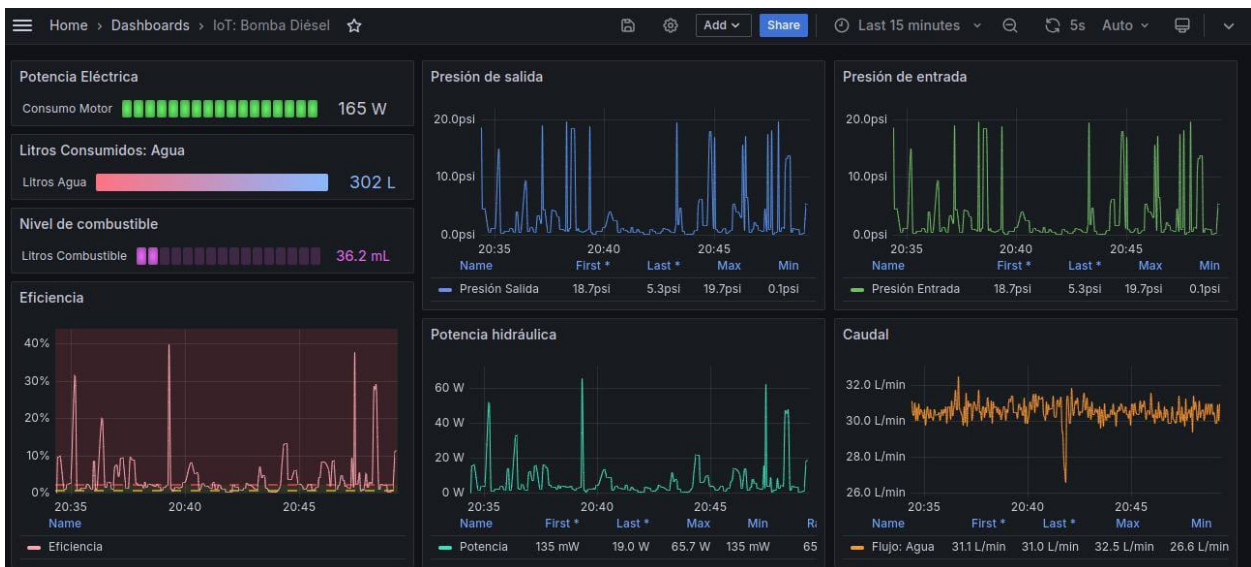 Home › Dashboards › IoT: Bomba Diésel
Add
Share
Last 15 minutes
5s Auto
Potencia Eléctrica
Consumo Motor 165 W
Litros Consumidos: Agua
Litros Agua 302 L
Nivel de combustible
Litros Combustible 36.2 mL
Eficiencia
40%
30%
20%
10%
0%
20:35 20:40 20:45
Name
Eficiencia
Presión de salida
20.0psi
10.0psi
0.0psi
20:35 20:40 20:45
Name First * Last * Max Min
Presión Salida 18.7psi 5.3psi 19.7psi 0.1psi
Presión de entrada
20.0psi
10.0psi
0.0psi
20:35 20:40 20:45
Name First * Last * Max Min
Presión Entrada 18.7psi 5.3psi 19.7psi 0.1psi
Potencia hidráulica
60 W
40 W
20 W
0 W
20:35 20:40 20:45
Name First * Last * Max Min
Potencia 135 mW 19.0 W 65.7 W 135 mW 65
Caudal
32.0 L/min
30.0 L/min
28.0 L/min
26.0 L/min
20:35 20:40 20:45
Name First * Last * Max Min
Flujo: Agua 31.1 L/min 31.0 L/min 32.5 L/min 26.6 L/min